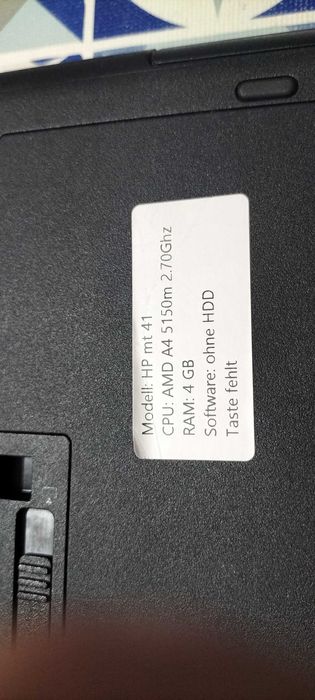 Modell: HP mt 41
CPU: AMD A4 5150m 2.70Ghz
RAM: 4 GB
Software: ohne HDD
Taste fehlt